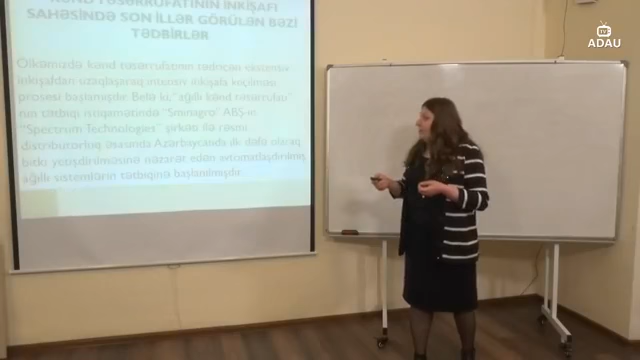 KƏND TƏSƏRRÜFATININ İNKİŞAFI
SAHƏSİNDƏ SON İLLƏR GÖRÜLƏN BƏZİ
TƏDBİRLƏR
Ölkəmizdə kənd təsərrüfatının tədricən ekstensiv
inkişafdan uzaqlaşaraq intensiv inkişafa keçilməsi
prosesi başlamışdır. Belə ki, "ağıllı kənd təsərrüfatı"
nın tətbiqi istiqamətində "Sminagro" ABŞ-ın
"Spectrum Technologies" şirkəti ilə rəsmi
distribütorluq əsasında Azərbaycanda ilk dəfə olaraq
bitki yetişdirilməsinə nəzarət edən avtomatlaşdırılmış
ağıllı sistemlərin tətbiqinə başlanılmışdır.
TV
ADAU